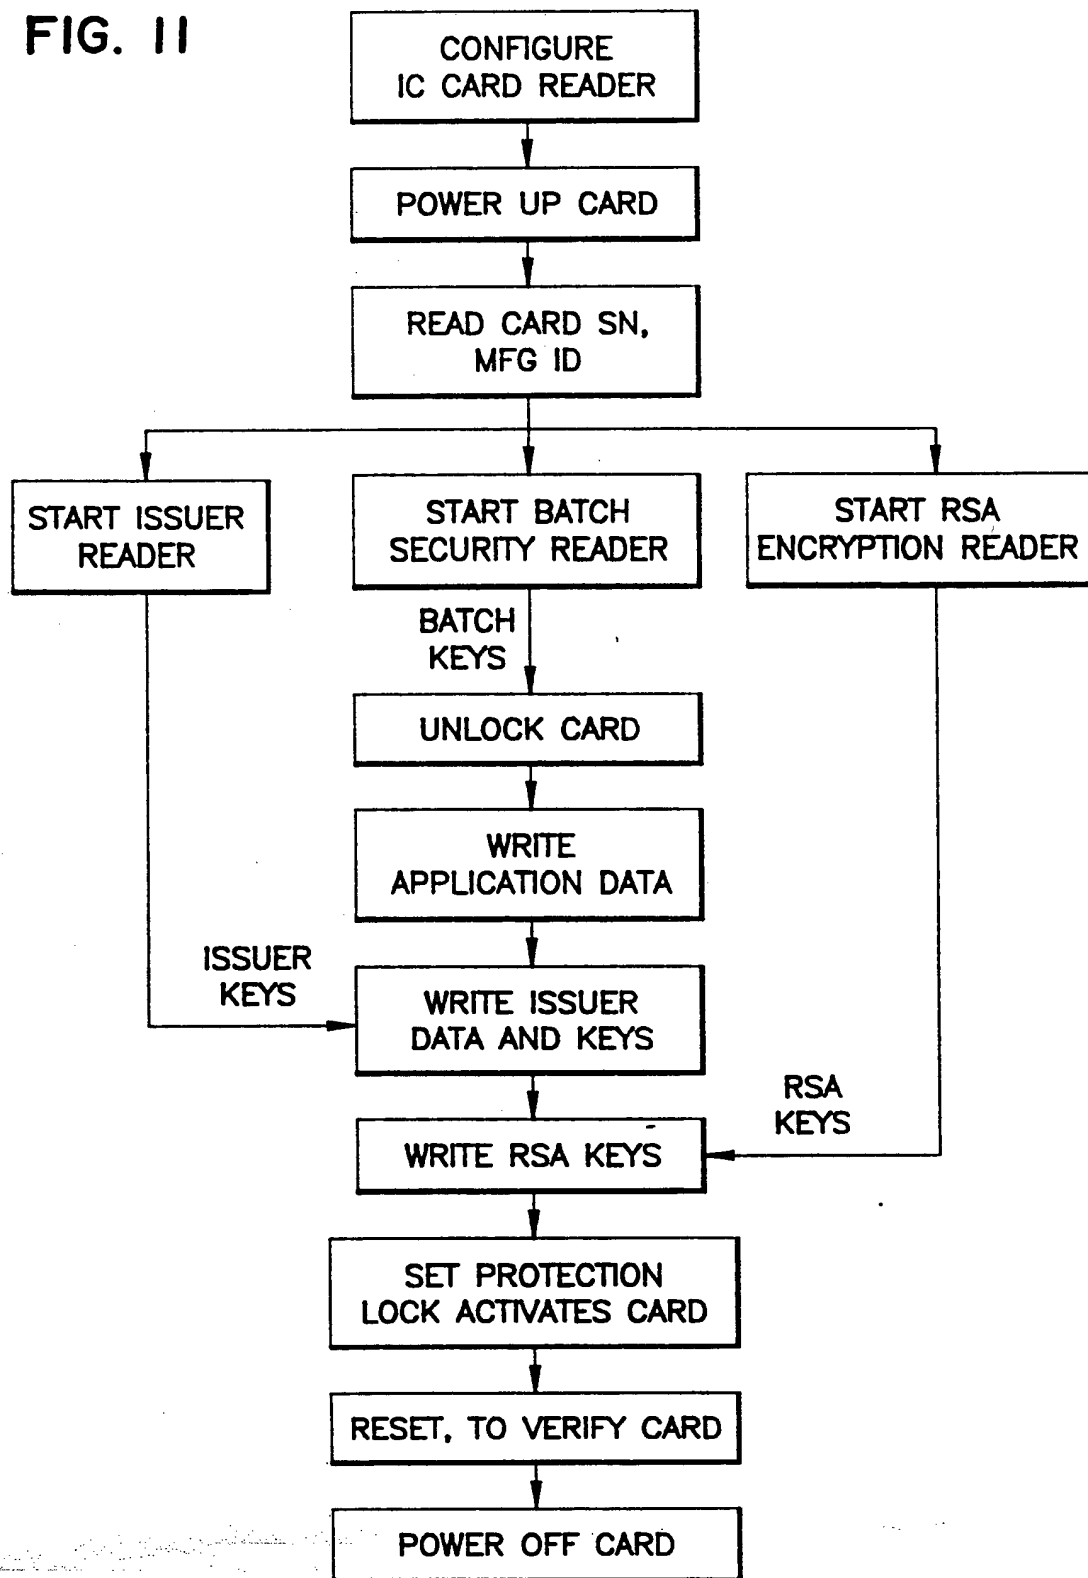 FIG. 11
CONFIGURE
IC CARD READER
POWER UP CARD
READ CARD SN,
MFG ID
START ISSUER
READER
START BATCH
SECURITY READER
START RSA
ENCRYPTION READER
BATCH
KEYS
UNLOCK CARD
WRITE
APPLICATION DATA
ISSUER
KEYS
WRITE ISSUER
DATA AND KEYS
RSA
KEYS
WRITE RSA KEYS
SET PROTECTION
LOCK ACTIVATES CARD
RESET, TO VERIFY CARD
POWER OFF CARD